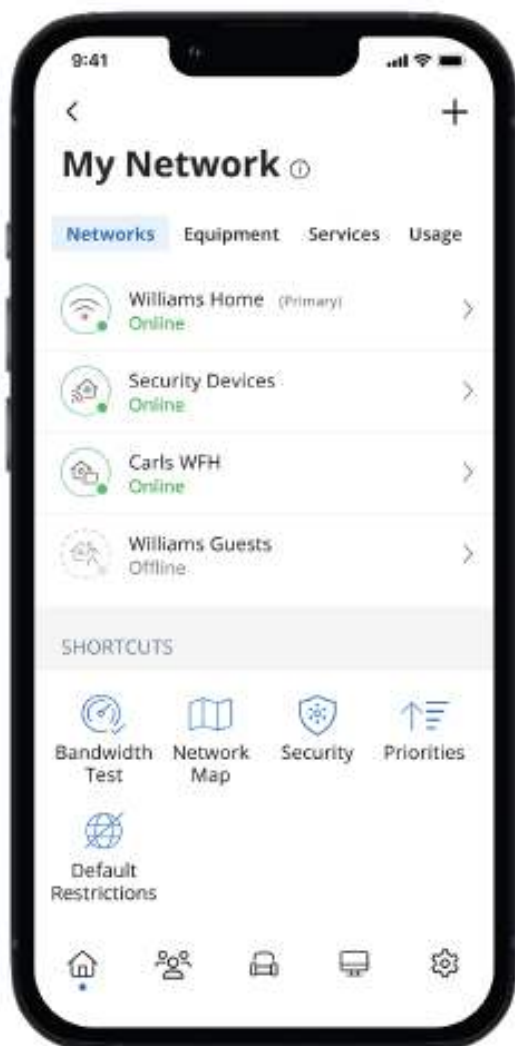 9:41
My Network
Networks Equipment Services Usage
Williams Home (Primary)
Online
Security Devices
Online
Carls WFH
Online
Williams Guests
Offline
SHORTCUTS
Bandwidth Network Security Priorities
Test Map
Default
Restrictions